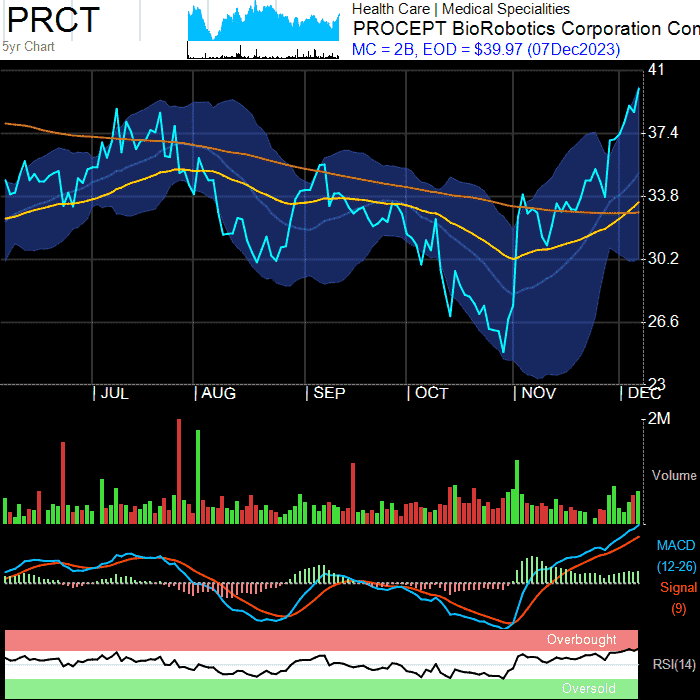 PRCT
5yr Chart
Health Care | Medical Specialities
PROCEPT BioRobotics Corporation Con
MC = 2B, EOD = $39.97 (07Dec2023)
41
37.4
33.8
30.2
26.6
23
JUL AUG SEP OCT NOV DEC
2M
Volume
MACD
(12-26)
Signal
(9)
Overbought
RSI(14)
Oversold